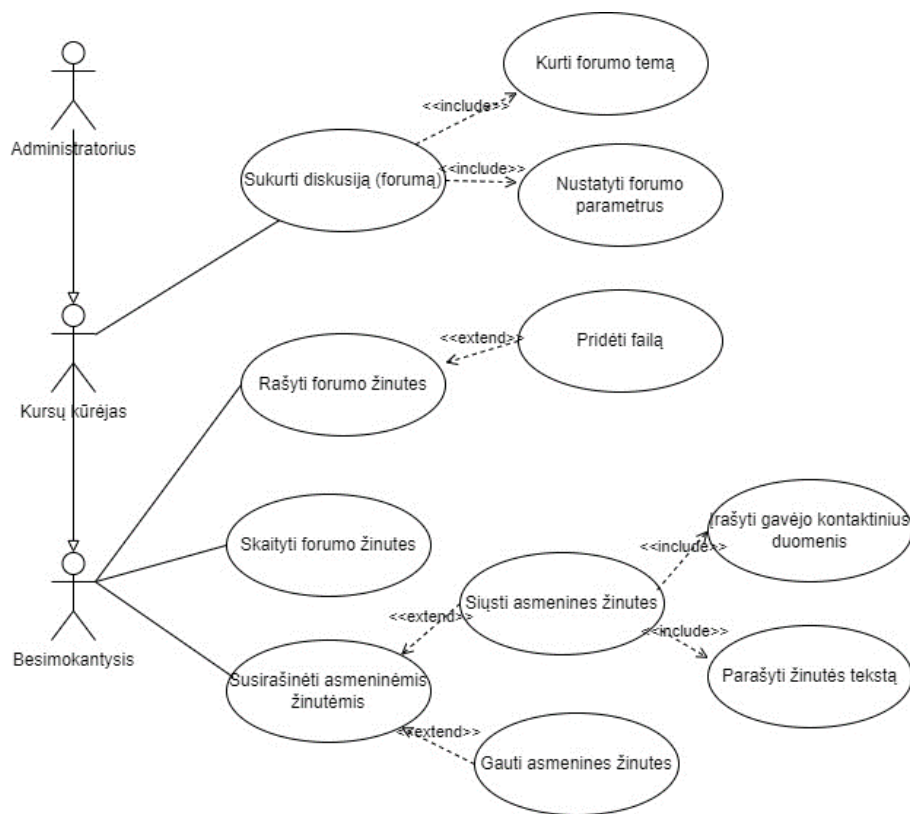 Kurti forumo temą
<<include>>
Administratorius
Sukurti diskusiją (forumą)
<<include>>
Nustatyti forumo
parametrus
<<extend>>
Pridėti failą
Rašyti forumo žinutes
Kursų kūrėjas
Įrašyti gavėjo kontaktinius
duomenis
Skaityti forumo žinutes
<<include>>
Siųsti asmenines žinutes
<<extend>>
<<include>>
Besimokantysis
Susirašinėti asmeninėmis
žinutėmis
Parašyti žinutės tekstą
<<extend>>
Gauti asmenines žinutes